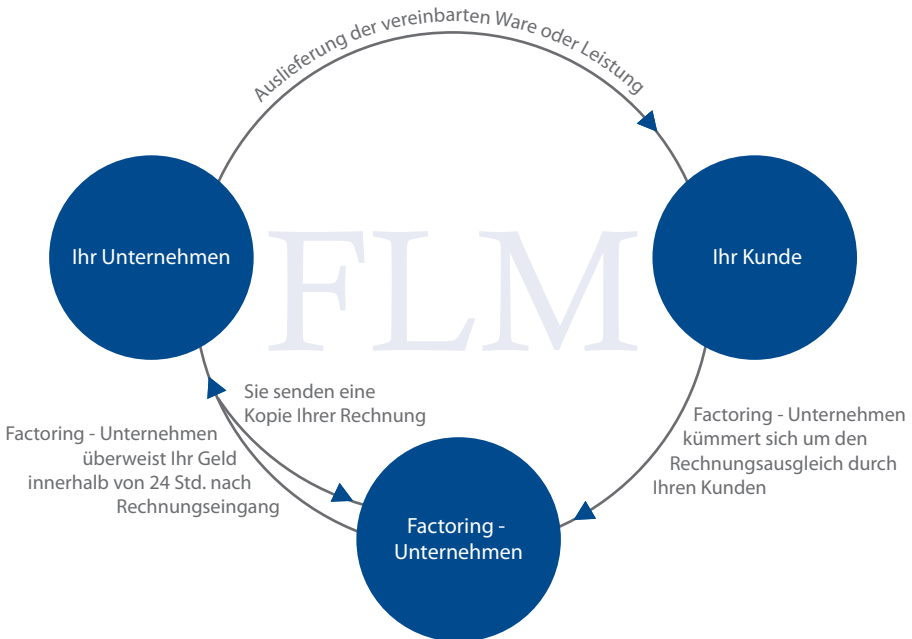 Auslieferung der vereinbarten Ware oder Leistung
Ihr Unternehmen
FLM
Ihr Kunde
Sie senden eine
Kopie Ihrer Rechnung
Factoring - Unternehmen
überweist Ihr Geld
innerhalb von 24 Std. nach
Rechnungseingang
Factoring - Unternehmen
kümmert sich um den
Rechnungsausgleich durch
Ihren Kunden
Factoring -
Unternehmen